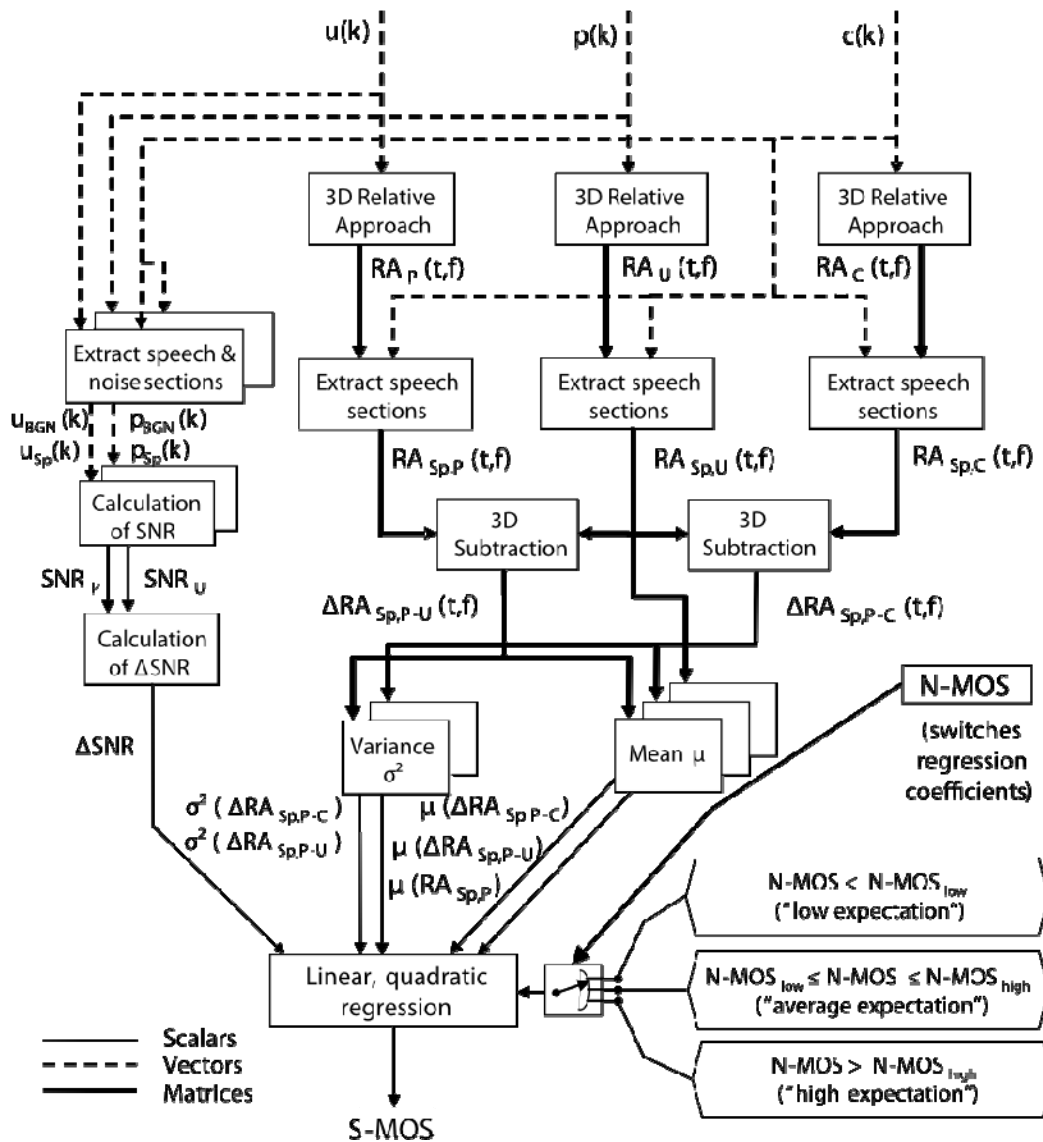 u(k)
p(k)
c(k)
3D Relative
Approach
3D Relative
Approach
3D Relative
Approach
RA P (t,f)
RA U (t,f)
RA C (t,f)
Extract speech &
noise sections
Extract speech
sections
Extract speech
sections
Extract speech
sections
uBGN(k)
pBGN(k)
uSp(k)
pSp(k)
RA Sp,P (t,f)
RA Sp,U (t,f)
RA Sp,C (t,f)
Calculation
of SNR
3D
Subtraction
3D
Subtraction
SNR P
SNR U
ΔRA Sp,P-U (t,f)
ΔRA Sp,P-C (t,f)
Calculation
of ΔSNR
N-MOS
(switches
regression
coefficients)
ΔSNR
Variance
σ²
Mean μ
σ² (ΔRA Sp,P-C)
σ² (ΔRA Sp,P-U)
μ (ΔRA Sp P-C)
μ (ΔRA Sp,P-U)
μ (RA Sp,P)
N-MOS < N-MOS low
("low expectation")
Linear, quadratic
regression
N-MOS low ≤ N-MOS ≤ N-MOS high
("average expectation")
N-MOS > N-MOS high
("high expectation")
Scalars
Vectors
Matrices
S-MOS